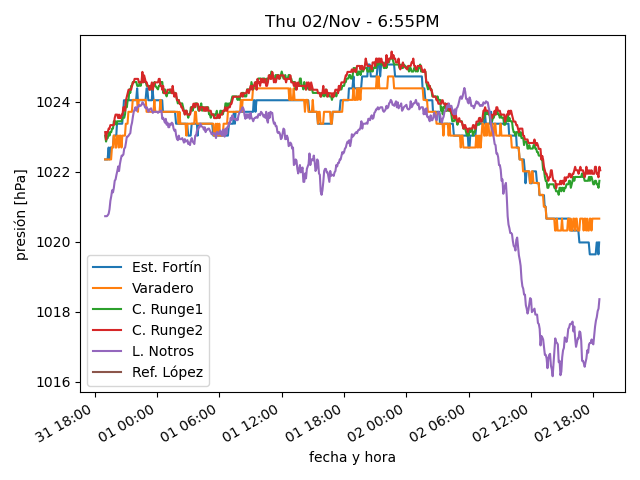 Thu 02/Nov - 6:55PM
presión [hPa]
1024
1022
1020
1018
1016
Est. Fortín
Varadero
C. Runge1
C. Runge2
L. Notros
Ref. López
31 18:00
01 00:00
01 06:00
01 12:00
01 18:00
02 00:00
02 06:00
02 12:00
02 18:00
fecha y hora